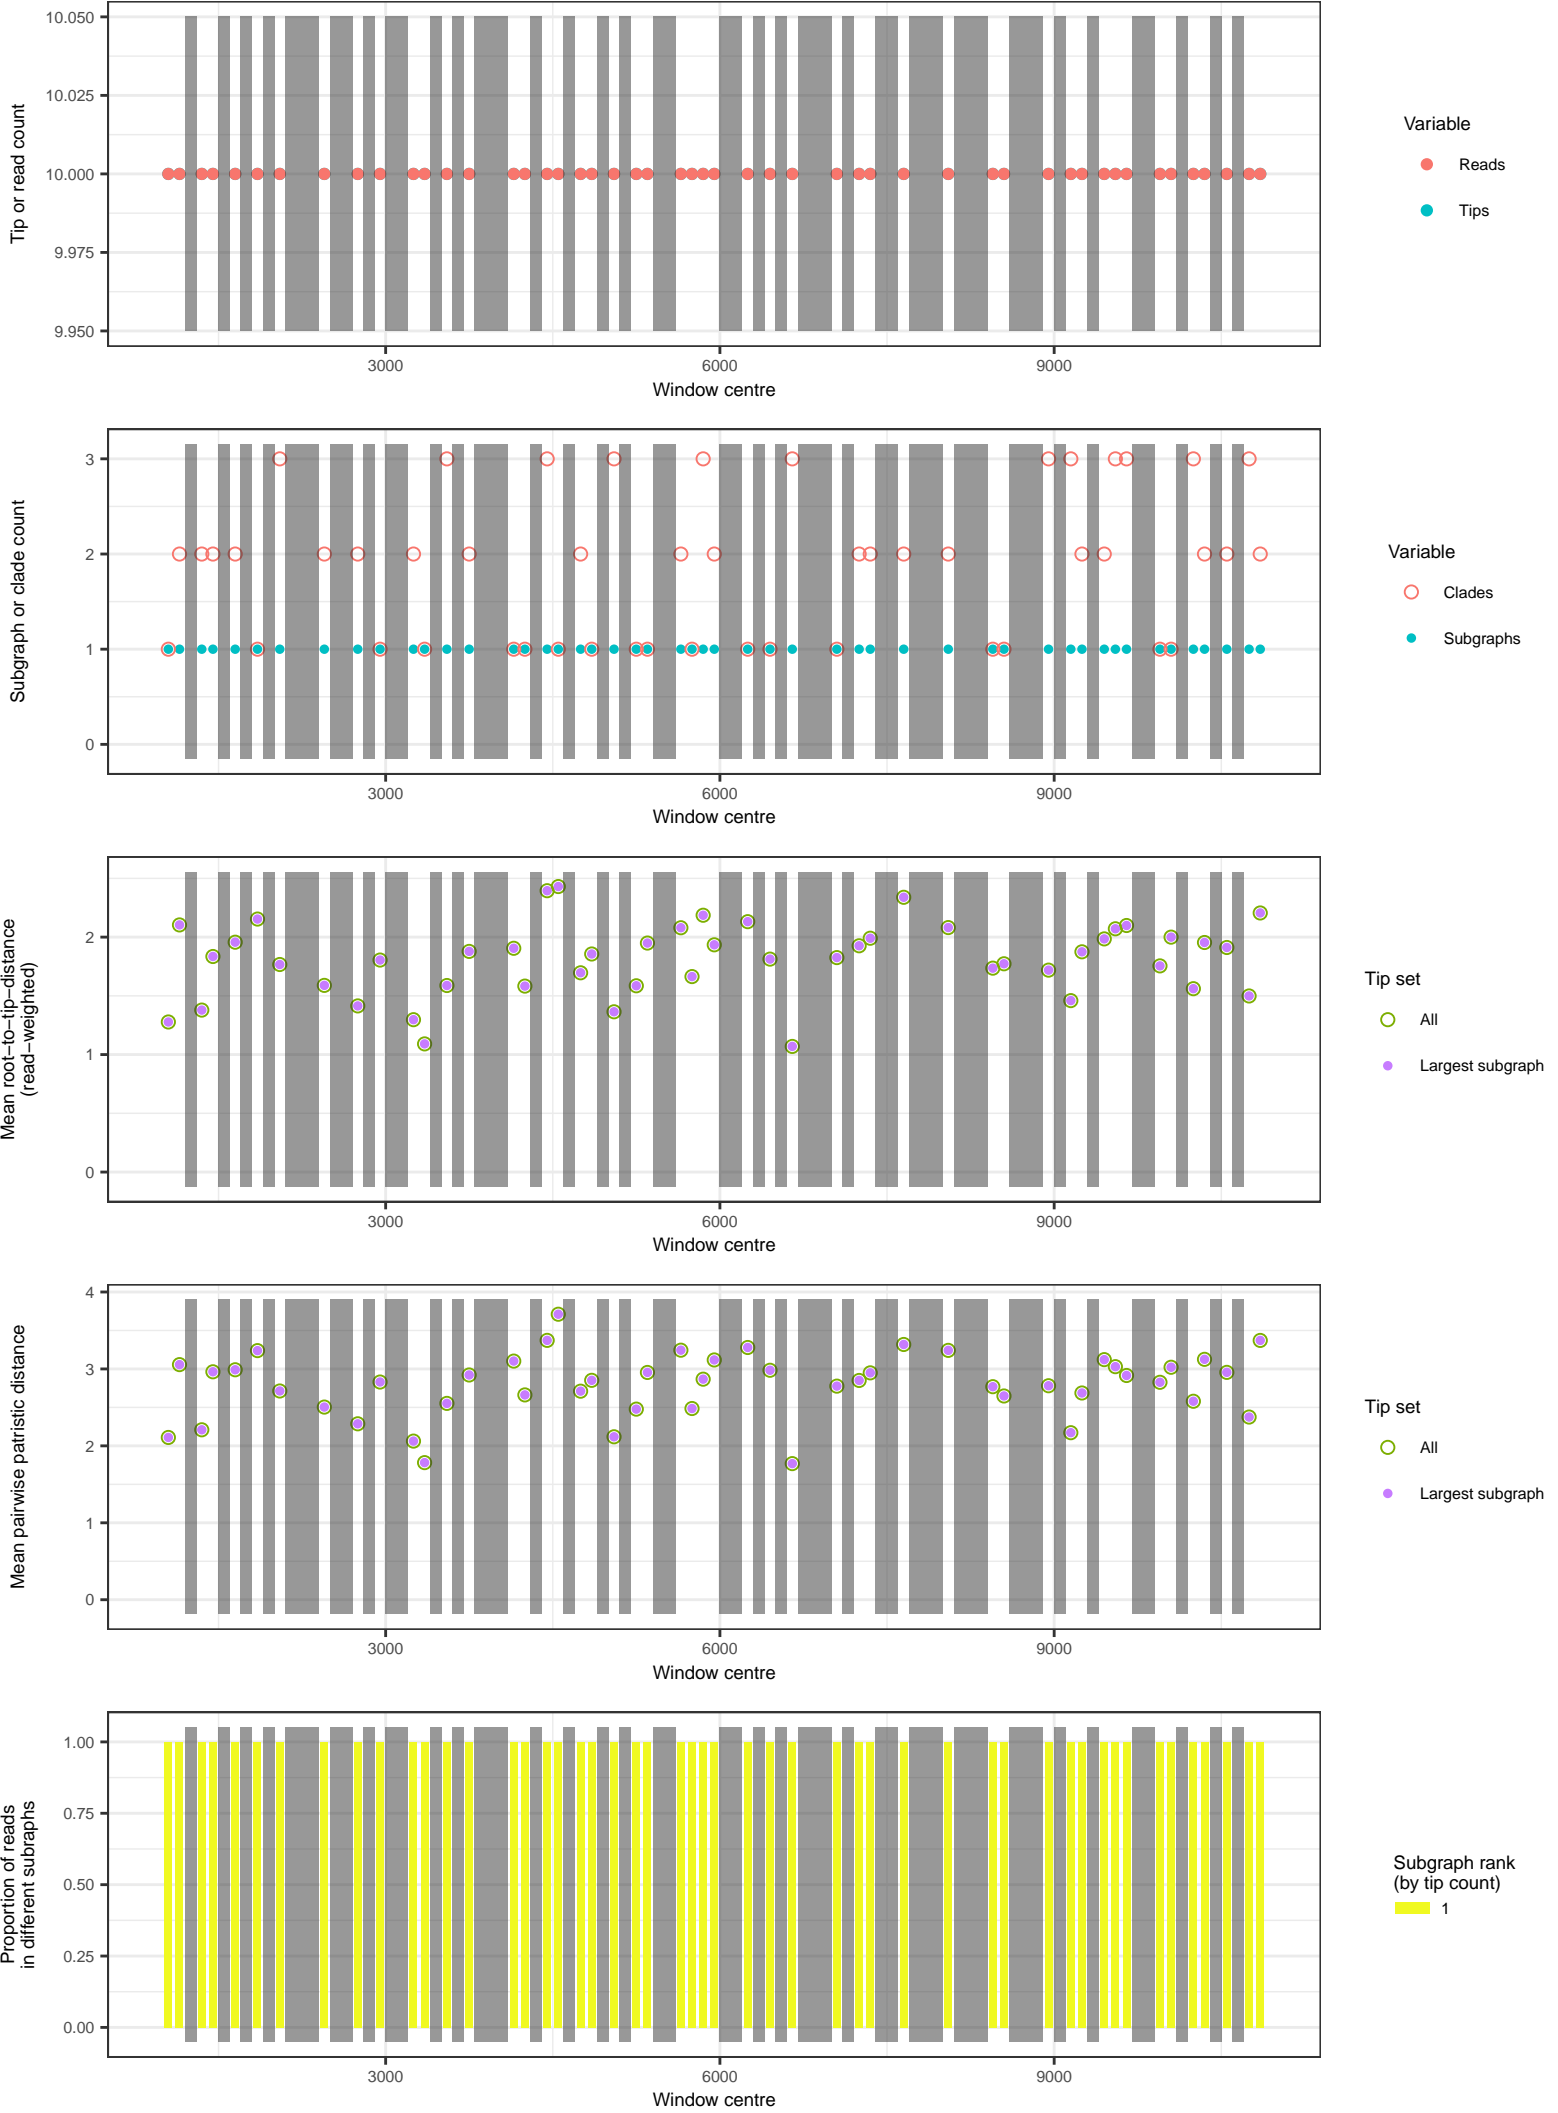 10.050
10.025
10.000
9.975
9.950
Tip or read count
3000
6000
9000
Window centre
Variable
Reads
Tips
3
2
1
0
Subgraph or clade count
3000
6000
9000
Window centre
Variable
Clades
Subgraphs
2
1
0
Mean root−to−tip−distance
(read−weighted)
3000
6000
9000
Window centre
Tip set
All
Largest subgraph
4
3
2
1
0
Mean pairwise patristic distance
3000
6000
9000
Window centre
Tip set
All
Largest subgraph
1.00
0.75
0.50
0.25
0.00
Proportion of reads
in different subraphs
3000
6000
9000
Window centre
Subgraph rank
(by tip count)
1